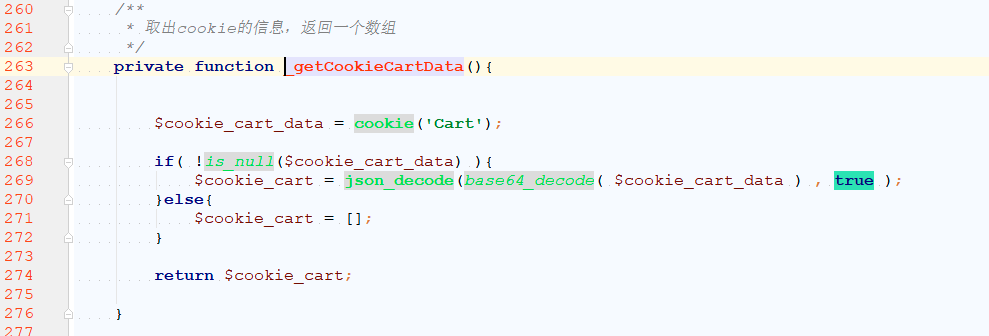 260 /**
261 * 取出cookie的信息，返回一个数组
262 */
263 private function _getCookieCartData(){
264
265
266 $cookie_cart_data = cookie('Cart');
267
268 if( !is_null($cookie_cart_data) ){
269 $cookie_cart = json_decode(base64_decode( $cookie_cart_data ) , true );
270 }else{
271 $cookie_cart = [];
272 }
273
274 return $cookie_cart;
275
276 }
277